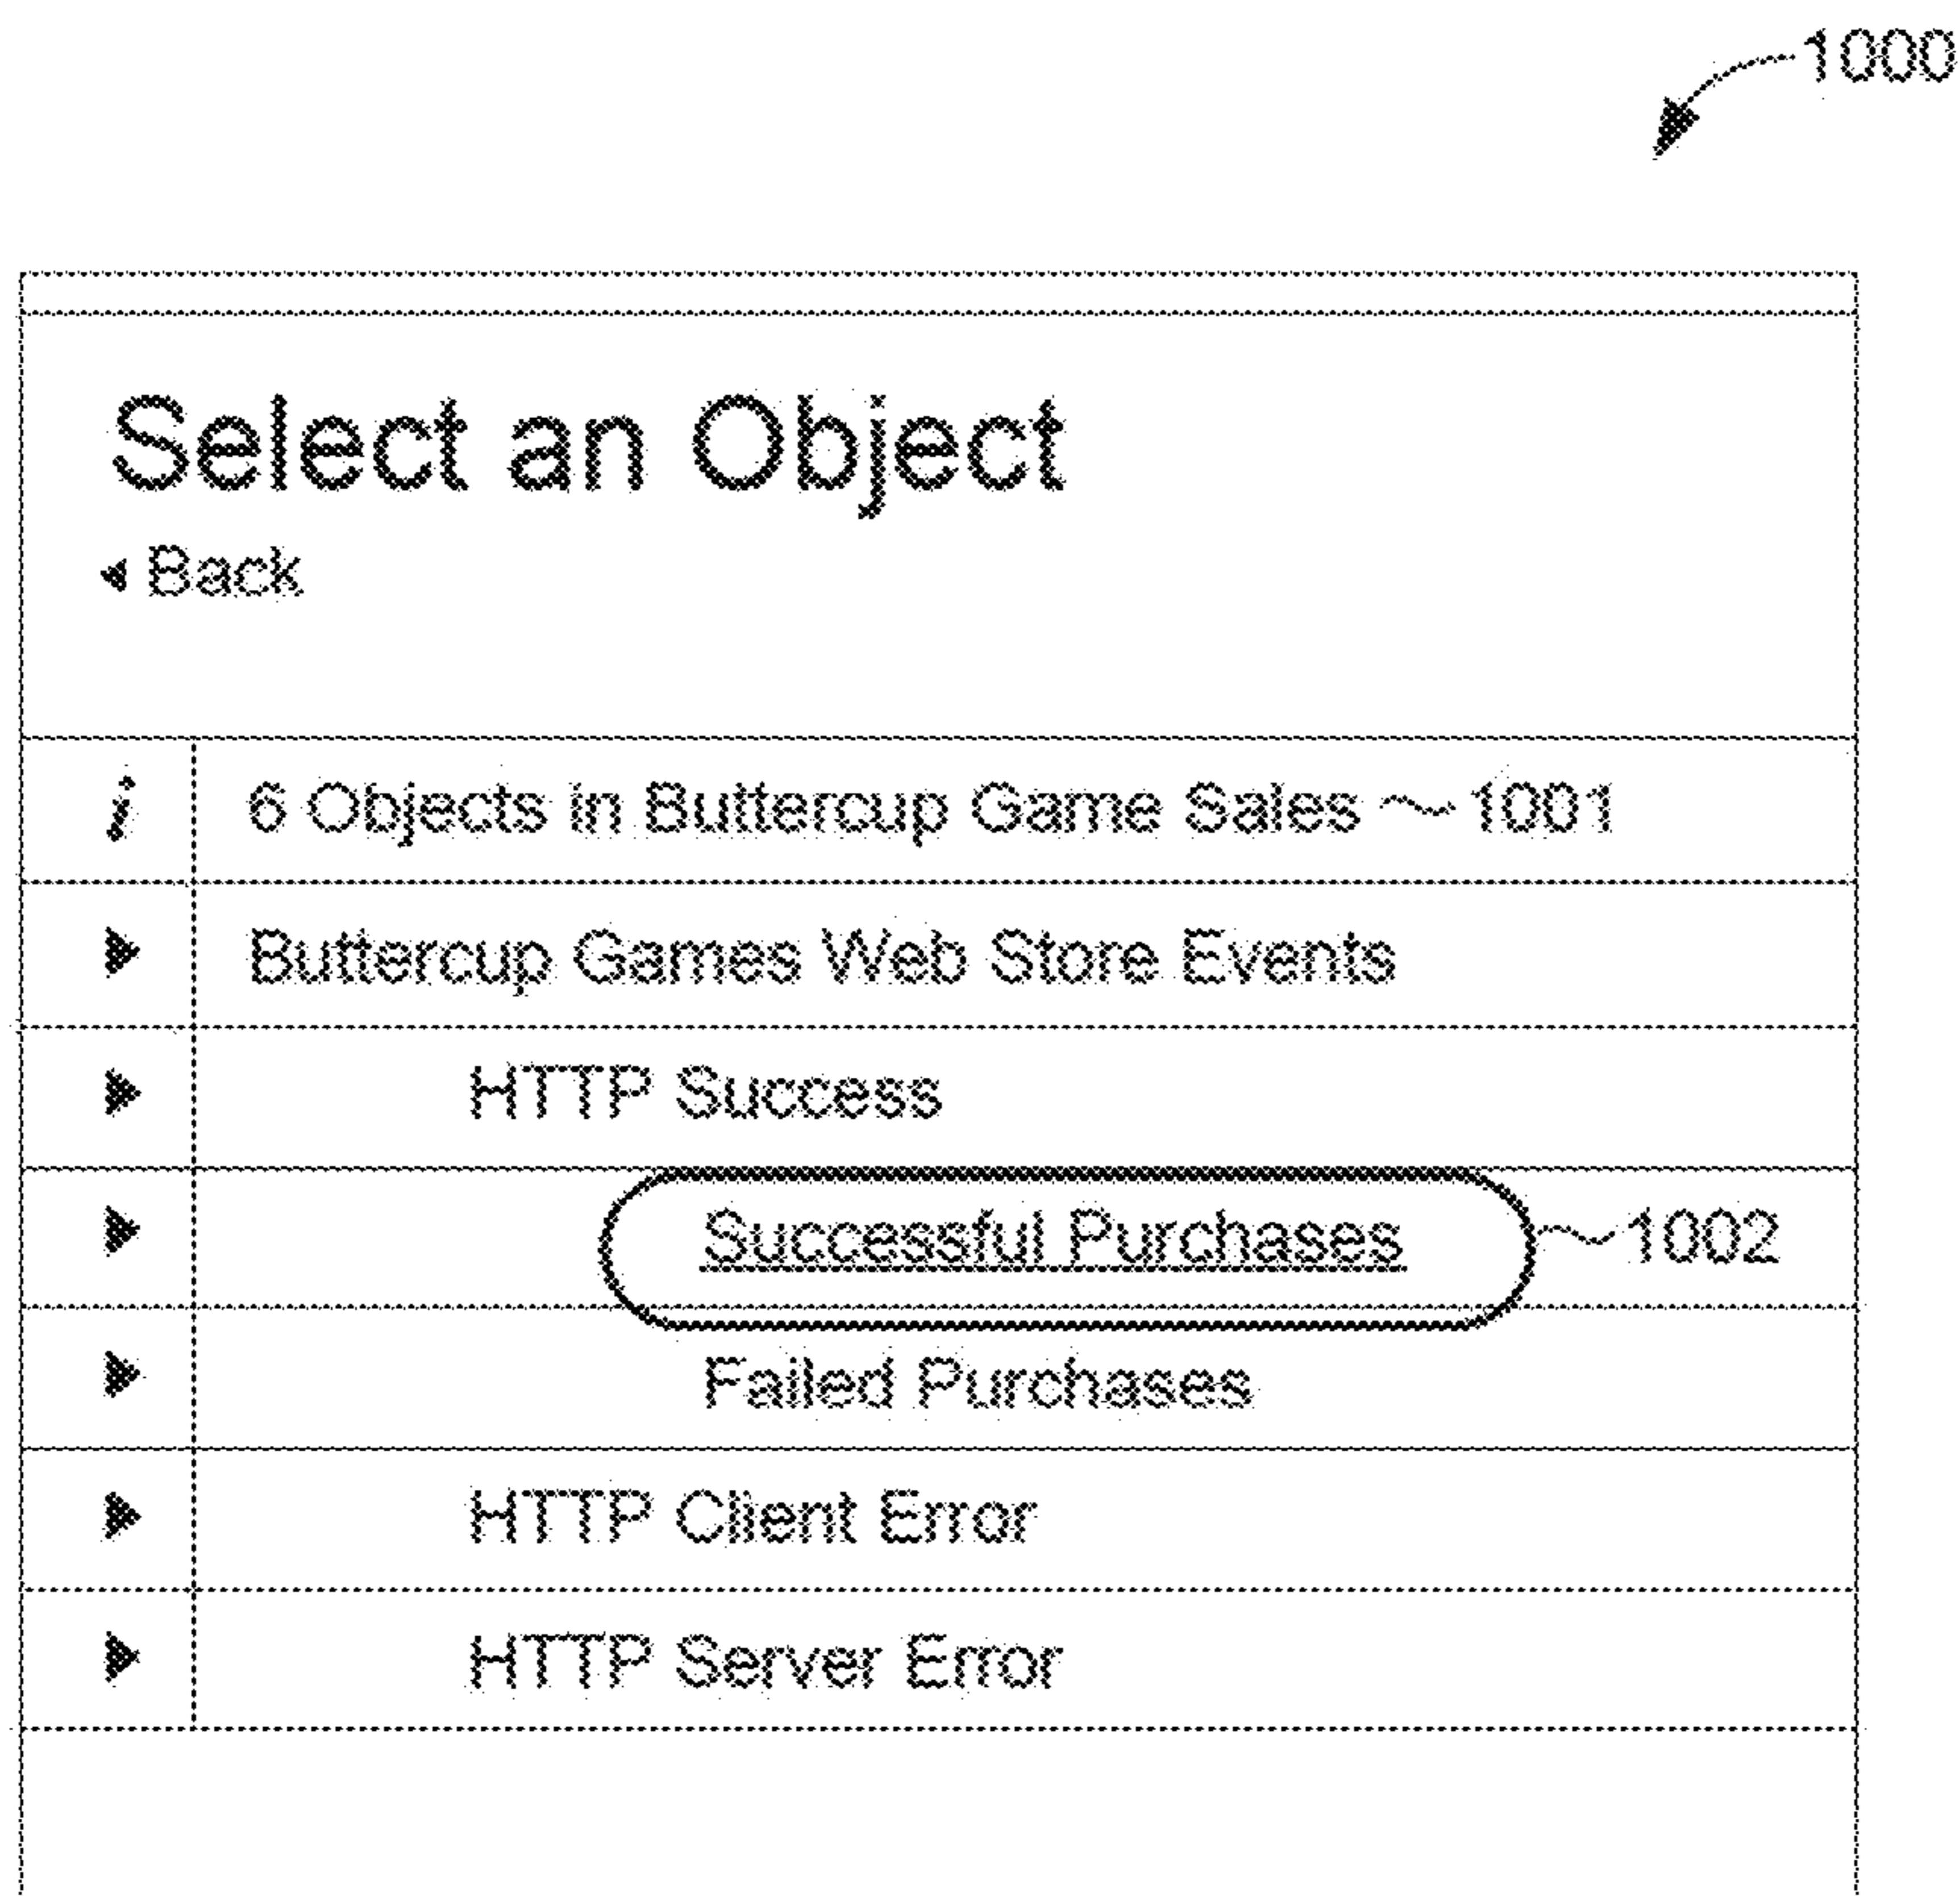 1000
Select an Object
Back
i 6 Objects in Buttercup Game Sales ~ 1001
Buttercup Games Web Store Events
HTTP Success
Successful Purchases ~ 1002
Failed Purchases
HTTP Client Error
HTTP Server Error